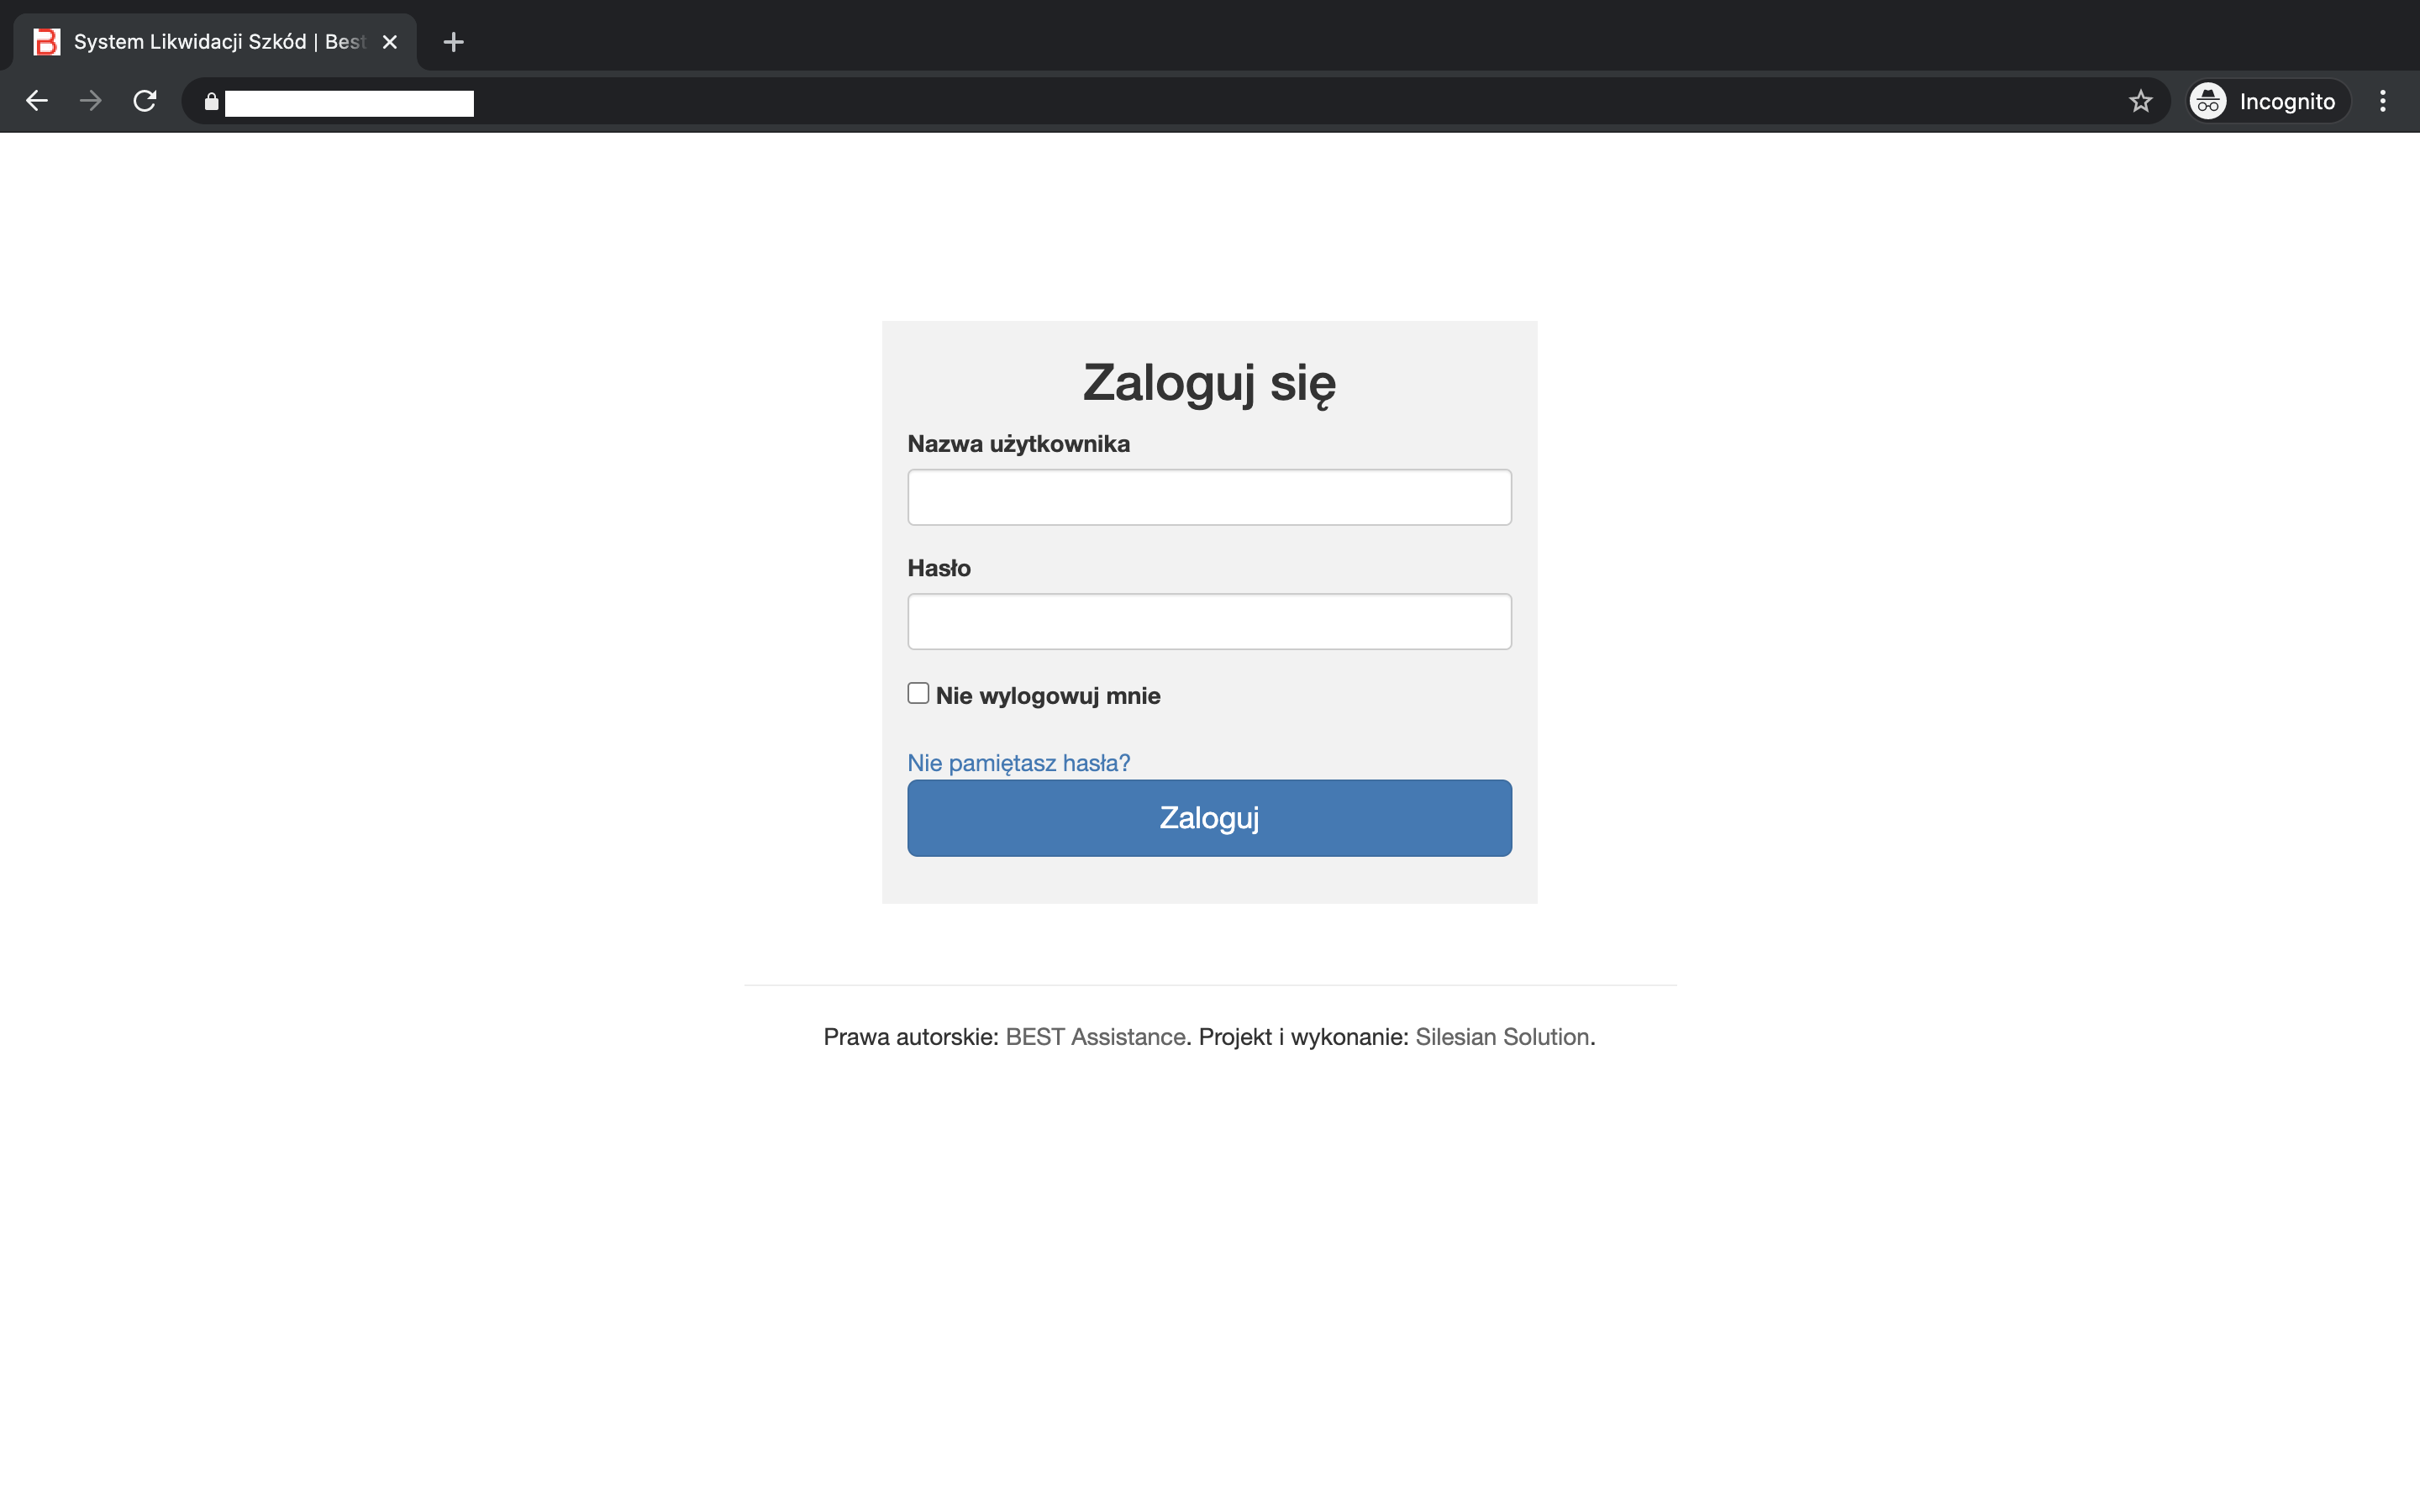 System Likwidacji Szkód | Best
Incognito
Zaloguj się
Nazwa użytkownika
Hasło
Nie wylogowuj mnie
Nie pamiętasz hasła?
Zaloguj
Prawa autorskie: BEST Assistance. Projekt i wykonanie: Silesian Solution.